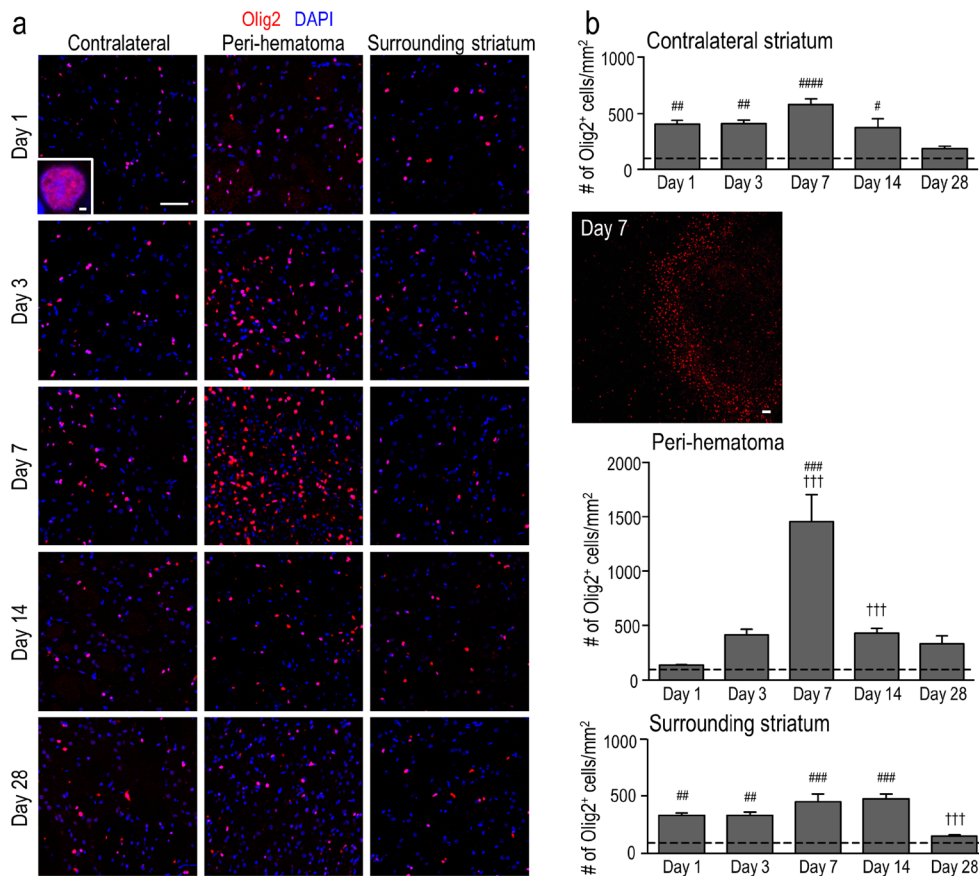 a
Olig2 DAPI
Contralateral Peri-hematoma Surrounding striatum
Day 1
Day 3
Day 7
Day 14
Day 28
b
Contralateral striatum
# of Olig2⁺ cells/mm²
1000
500
0
## ## #### #
Day 1 Day 3 Day 7 Day 14 Day 28
Day 7
Peri-hematoma
# of Olig2⁺ cells/mm²
2000
1500
1000
500
0
###
†††
†††
Day 1 Day 3 Day 7 Day 14 Day 28
Surrounding striatum
# of Olig2⁺ cells/mm²
1000
500
0
## ## ### ### †††
Day 1 Day 3 Day 7 Day 14 Day 28